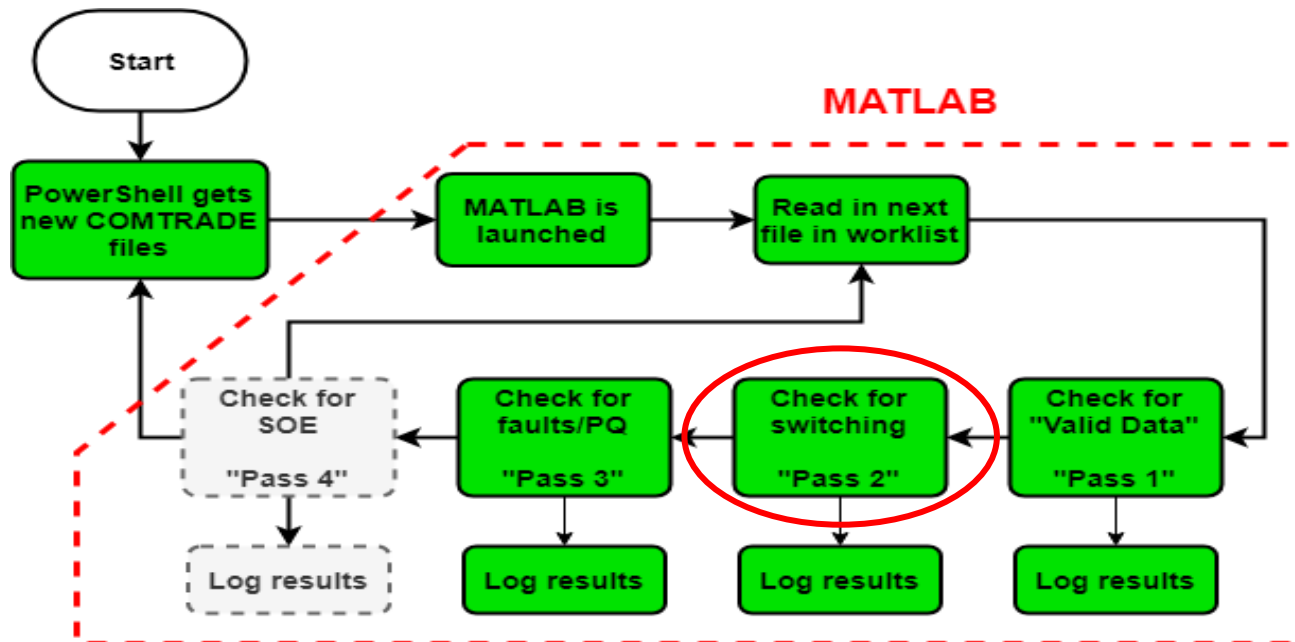 Start
MATLAB
PowerShell gets
new COMTRADE
files
MATLAB is
launched
Read in next
file in worklist
Check for
SOE
"Pass 4"
Check for
faults/PQ
"Pass 3"
Check for
switching
"Pass 2"
Check for
"Valid Data"
"Pass 1"
Log results
Log results
Log results
Log results